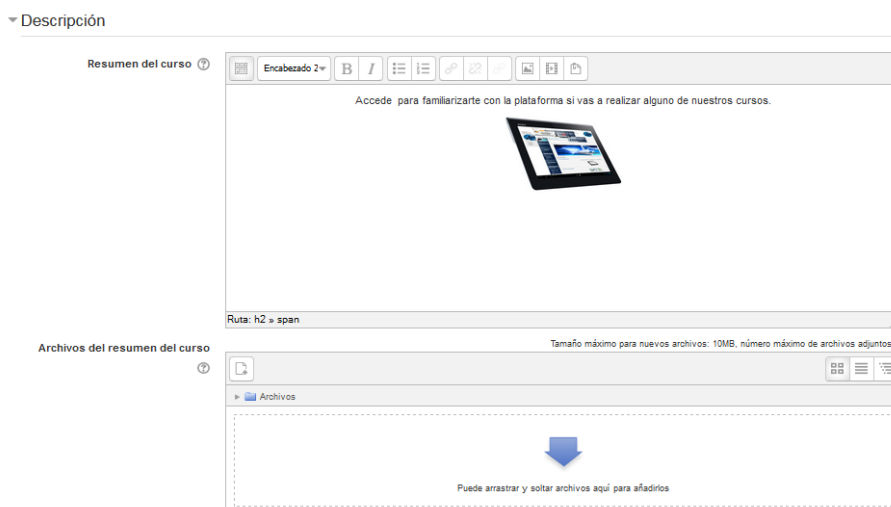 Descripción
Resumen del curso
Encabezado 2
B I
Accede para familiarizarte con la plataforma si vas a realizar alguno de nuestros cursos.
Ruta: h2 » span
Archivos del resumen del curso
Tamaño máximo para nuevos archivos: 10MB, número máximo de archivos adjuntos
Archivos
Puede arrastrar y soltar archivos aquí para añadirlos